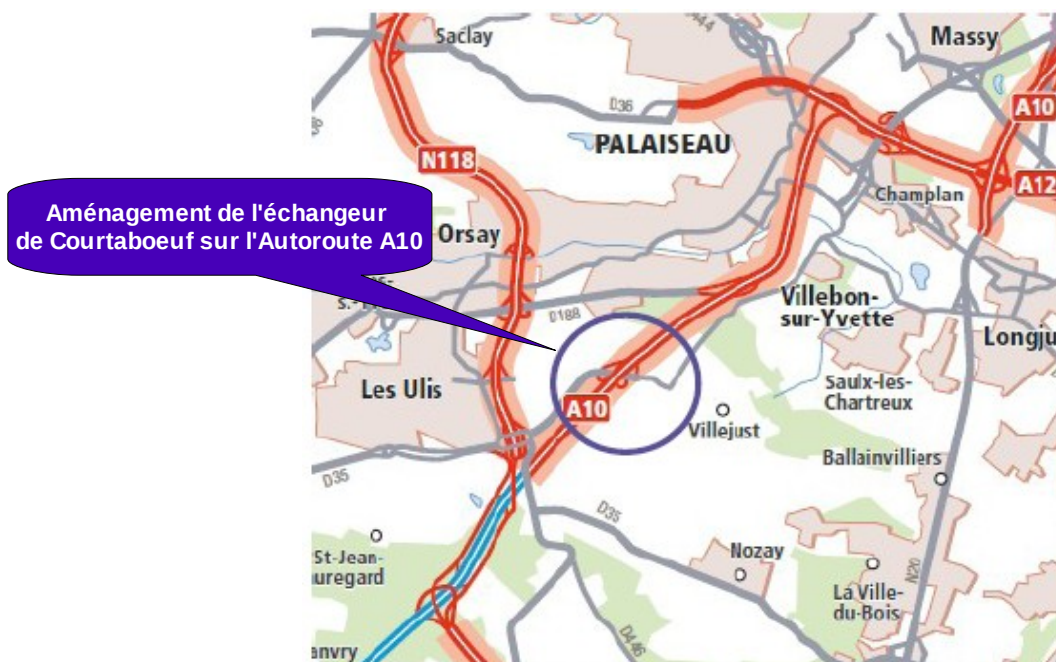 Saclay
D444
Massy
D36
A10
PALAISEAU
N118
A12
Champlan
Aménagement de l'échangeur
de Courtaboeuf sur l'Autoroute A10
Orsay
D188
Villebon-
sur-Yvette
Longju
Les Ulis
Saulx-les-
Chartreux
A10
Villejust
Ballainvilliers
D35
D35
Nozay
St-Jean-
uregard
N20
La Ville-
du-Bois
D446
anvry